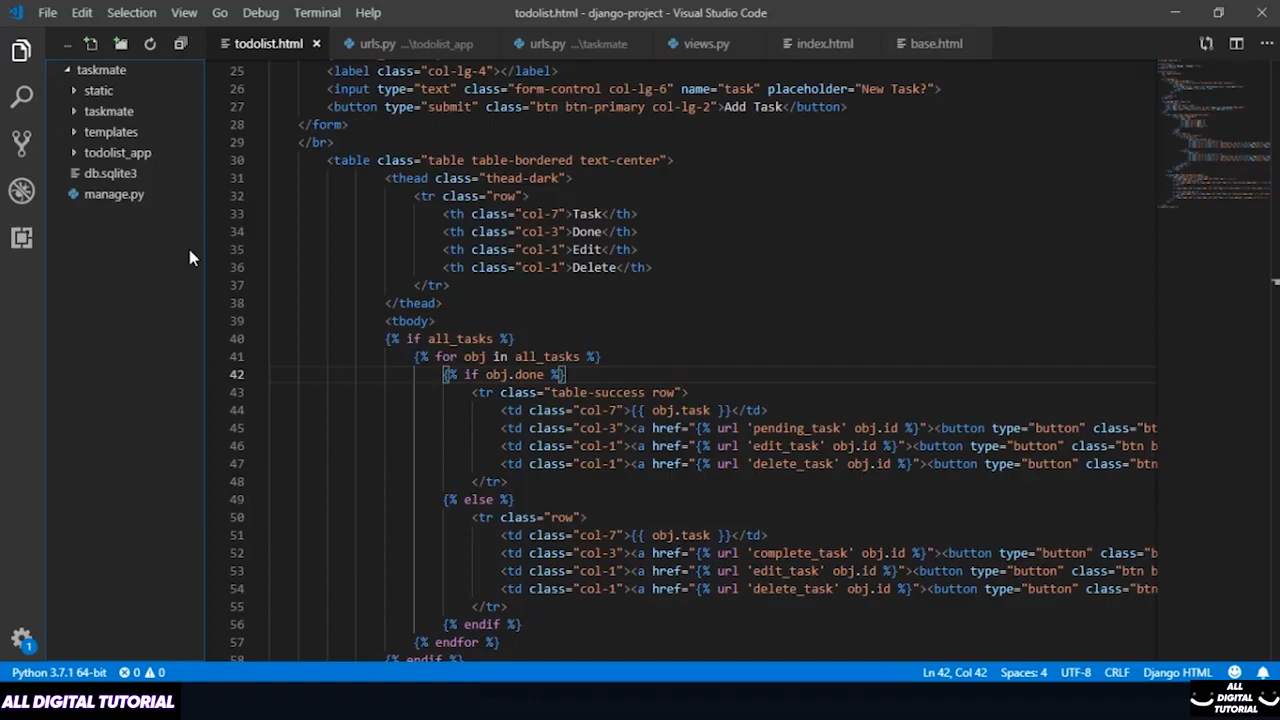 File Edit Selection View Go Debug Terminal Help todolist.html - django-project - Visual Studio Code
... todolist.html urls.py ...\todolist_app urls.py ...\taskmate views.py index.html base.html ...
taskmate
static
taskmate
templates
todolist_app
db.sqlite3
manage.py
25 <label class="col-lg-4"></label>
26 <input type="text" class="form-control col-lg-6" name="task" placeholder="New Task?">
27 <button type="submit" class="btn btn-primary col-lg-2">Add Task</button>
28 </form>
29 </br>
30 <table class="table table-bordered text-center">
31 <thead class="thead-dark">
32 <tr class="row">
33 <th class="col-7">Task</th>
34 <th class="col-3">Done</th>
35 <th class="col-1">Edit</th>
36 <th class="col-1">Delete</th>
37 </tr>
38 </thead>
39 <tbody>
40 {% if all_tasks %}
41 {% for obj in all_tasks %}
42 {% if obj.done %}
43 <tr class="table-success row">
44 <td class="col-7">{{ obj.task }}</td>
45 <td class="col-3"><a href="{% url 'pending_task' obj.id %}"><button type="button" class="bt
46 <td class="col-1"><a href="{% url 'edit_task' obj.id %}"><button type="button" class="btn b
47 <td class="col-1"><a href="{% url 'delete_task' obj.id %}"><button type="button" class="btn
48 </tr>
49 {% else %}
50 <tr class="row">
51 <td class="col-7">{{ obj.task }}</td>
52 <td class="col-3"><a href="{% url 'complete_task' obj.id %}"><button type="button" class="b
53 <td class="col-1"><a href="{% url 'edit_task' obj.id %}"><button type="button" class="btn b
54 <td class="col-1"><a href="{% url 'delete_task' obj.id %}"><button type="button" class="btn
55 </tr>
56 {% endif %}
57 {% endfor %}
58 {% endif %}
1
Python 3.7.1 64-bit 0 0 Ln 42, Col 42 Spaces: 4 UTF-8 CRLF Django HTML
ALL DIGITAL TUTORIAL
ALL
DIGITAL
TUTORIAL